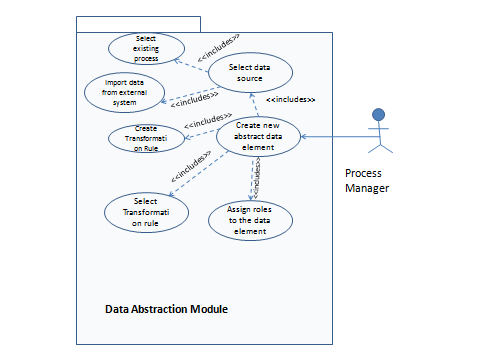 Select
existing
process
<<includes>>
Select data
source
Import data
from external
system
<<includes>>
<<includes>>
Create
Transformati
on Rule
<<includes>>
Create new
abstract data
element
<<includes>>
<<includes>>
Process
Manager
Select
Transformati
on rule
Assign roles
to the data
element
Data Abstraction Module